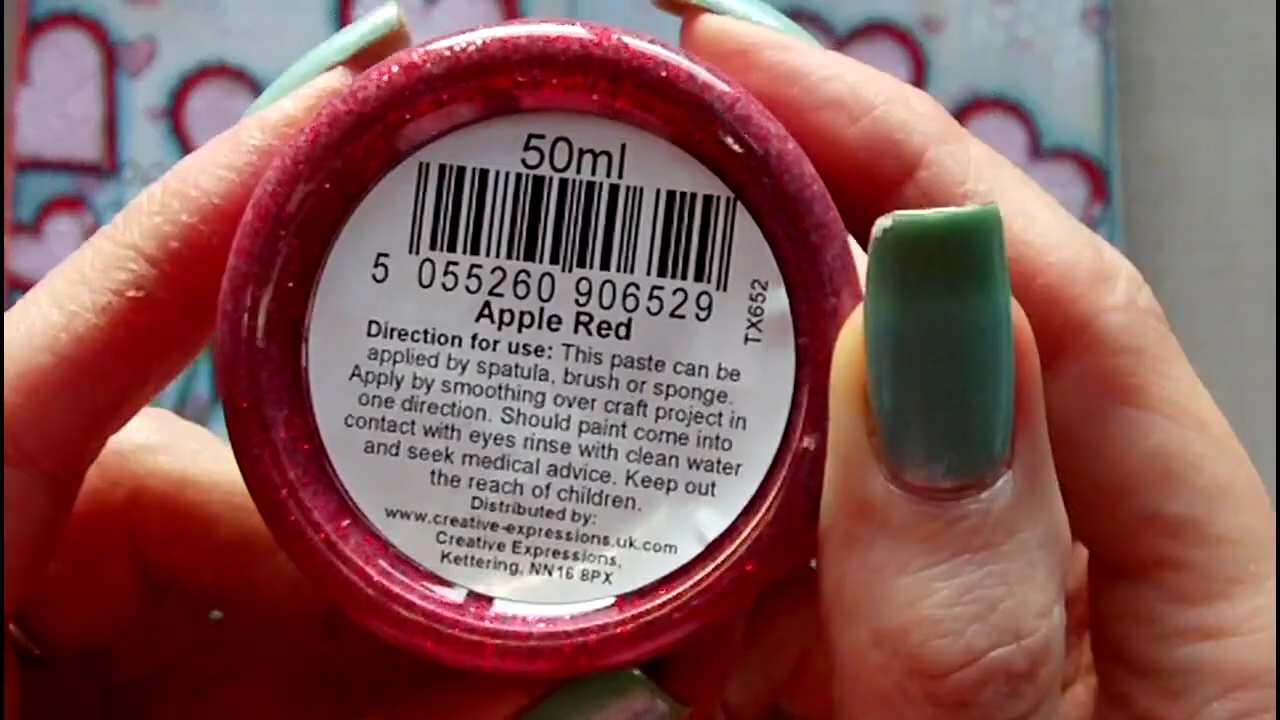 50ml
5 055260 906529
TX652
Apple Red
Direction for use: This paste can be
applied by spatula, brush or sponge.
Apply by smoothing over craft project in
one direction. Should paint come into
contact with eyes rinse with clean water
and seek medical advice. Keep out
the reach of children.
Distributed by:
www.creative-expressions.uk.com
Creative Expressions,
Kettering, NN16 8PX